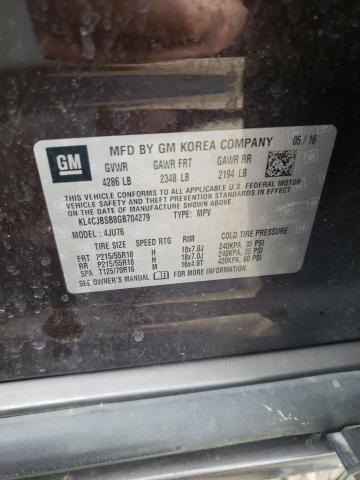 GM
MFD BY GM KOREA COMPANY 05 / 16
GVWR GAWR FRT GAWR RR
4286 LB 2348 LB 2194 LB
THIS VEHICLE CONFORMS TO ALL APPLICABLE U.S. FEDERAL MOTOR
VEHICLE SAFETY, BUMPER, AND THEFT PREVENTION STANDARDS
IN EFFECT ON THE DATE OF MANUFACTURE SHOWN ABOVE.
KL4CJBSB8GB704279 TYPE: MPV
MODEL: 4JU76
TIRE SIZE SPEED RTG RIM COLD TIRE PRESSURE
FRT P215/55R18 H 18x7.0J 240KPA, 35 PSI
RR P215/55R18 H 18x7.0J 240KPA, 35 PSI
SPA T125/70R16 M 16x4.0T 420KPA, 60 PSI
SEE OWNER'S MANUAL FOR MORE INFORMATION.